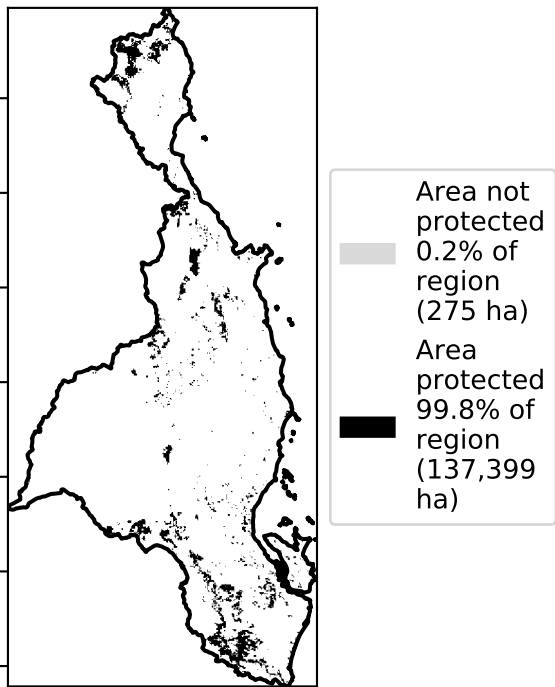 Area not
protected
0.2% of
region
(275 ha)
Area
protected
99.8% of
region
(137,399
ha)